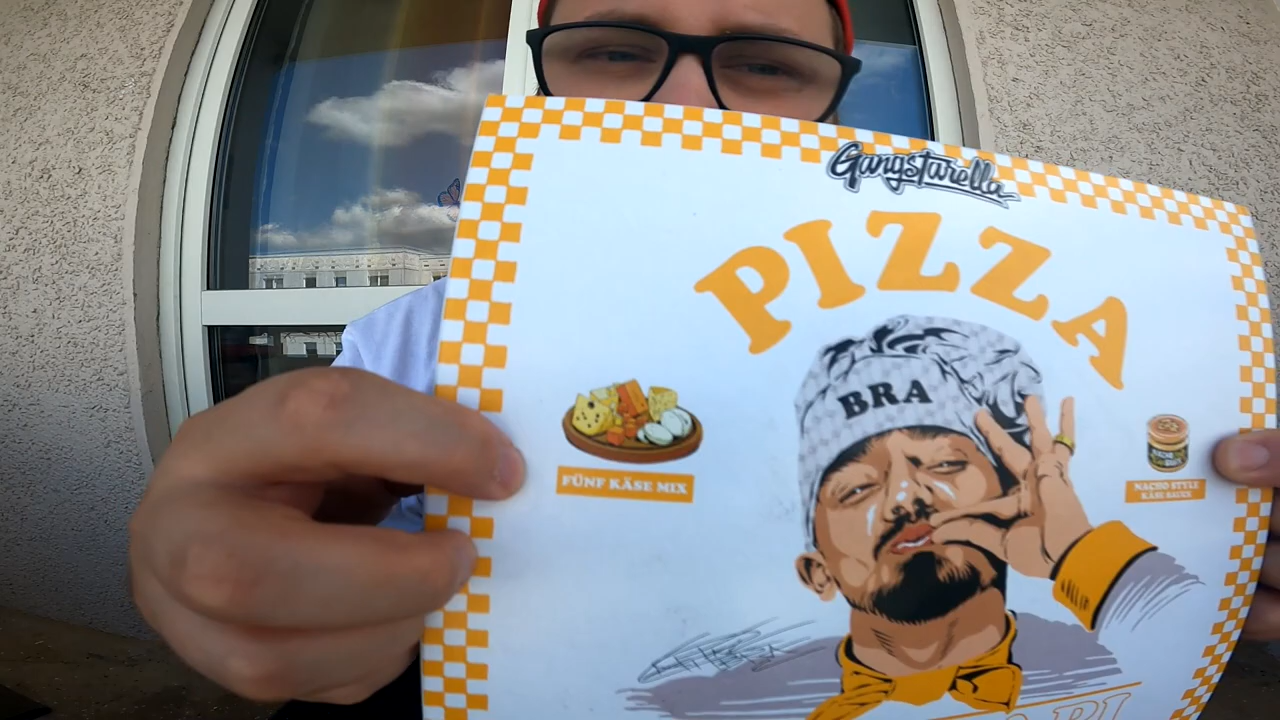 Gangstarella
PIZZA
BRA
FÜNF KÄSE MIX
NACHO STYLE
KÄSE SAUCE